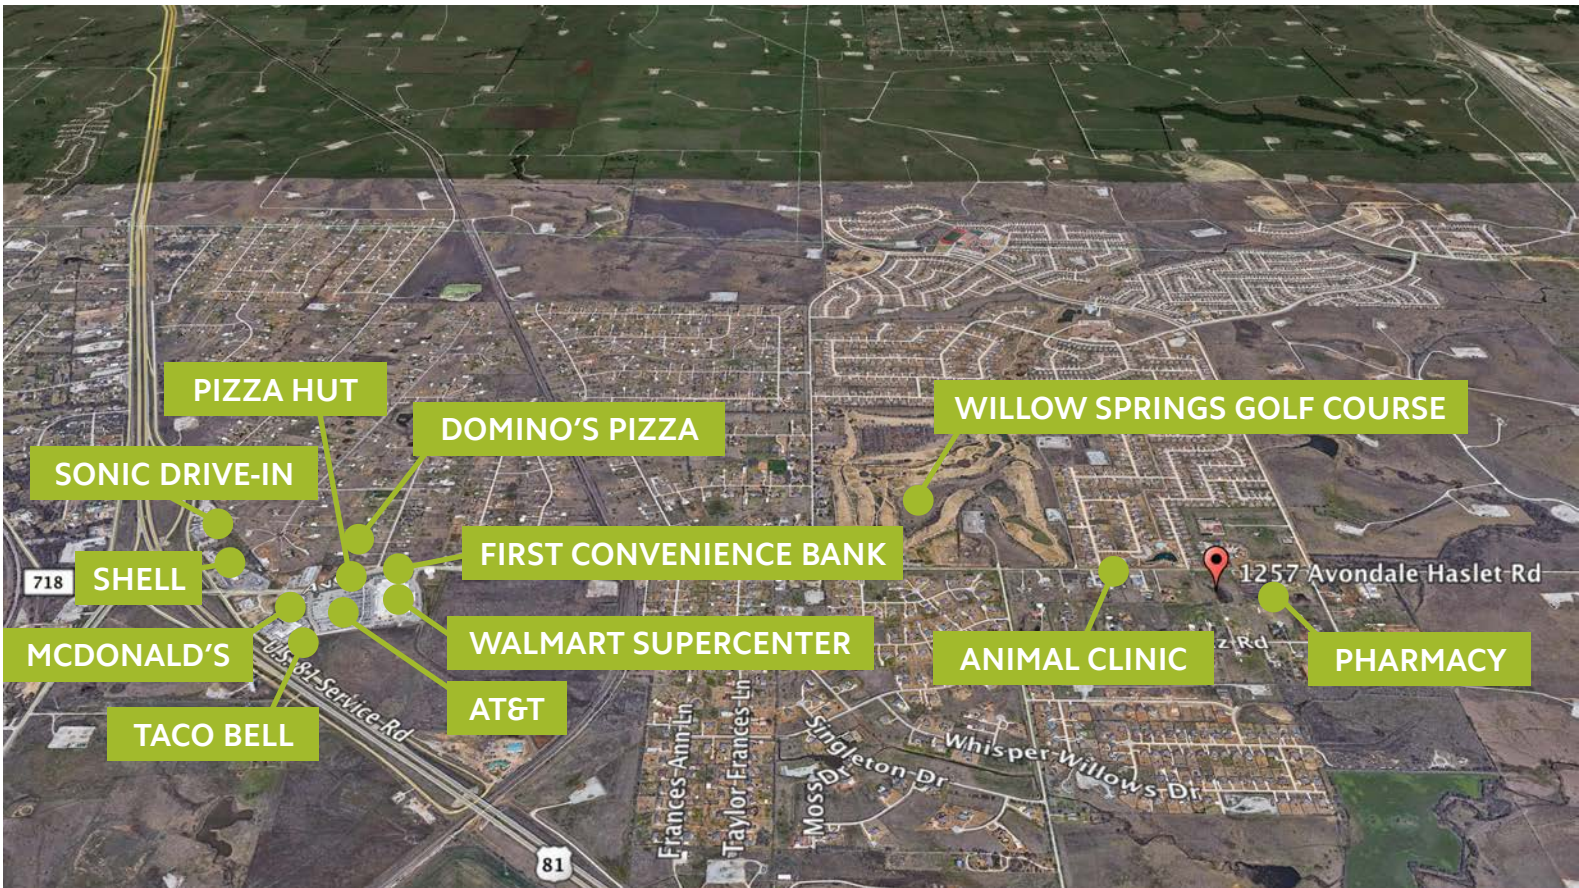 PIZZA HUT
WILLOW SPRINGS GOLF COURSE
DOMINO'S PIZZA
SONIC DRIVE-IN
FIRST CONVENIENCE BANK
SHELL
718
1257 Avondale Haslet Rd
WALMART SUPERCENTER
MCDONALD'S
ANIMAL CLINIC
PHARMACY
Rd
AT&T
TACO BELL
U.S. 81 Service Rd
Frances Ann Ln
Taylor Frances Ln
Moss Dr
Singleton Dr
Whisper Willows Dr
81